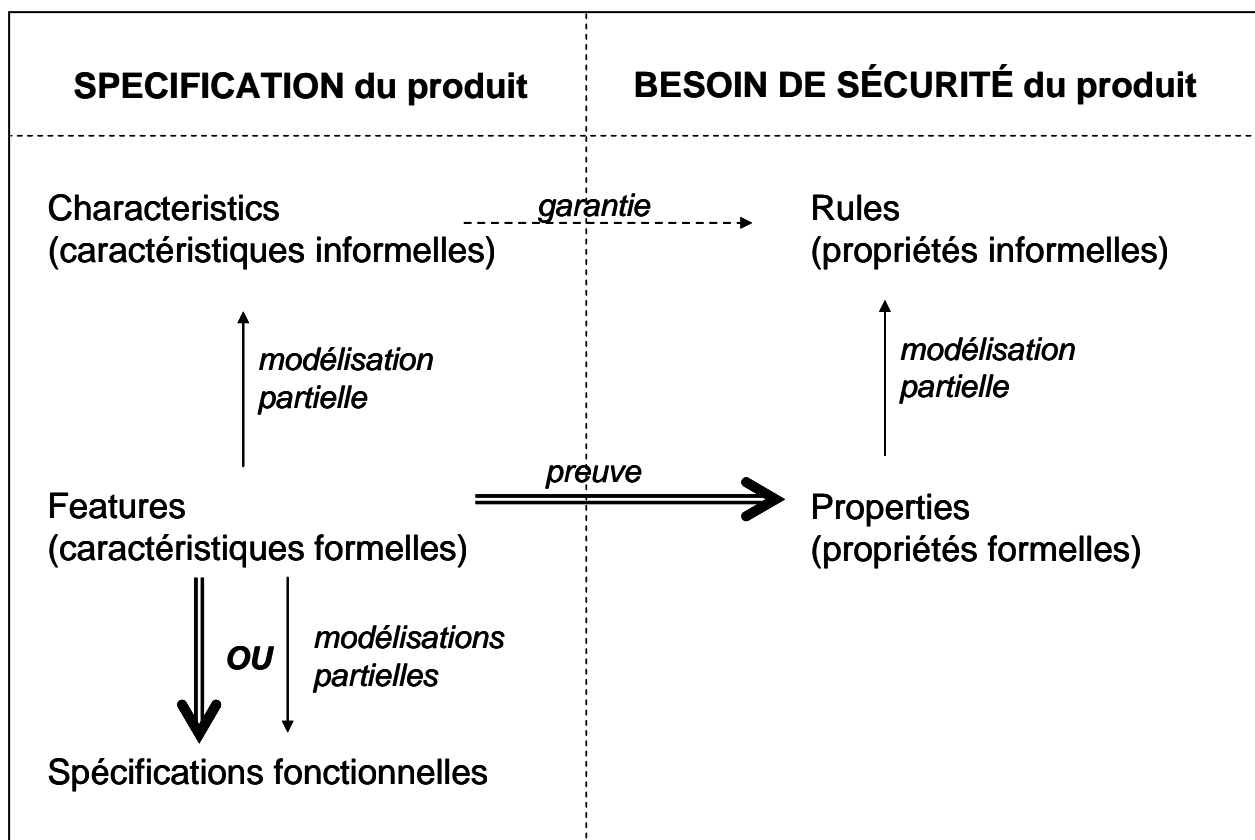 SPECIFICATION du produit
BESOIN DE SÉCURITÉ du produit
Characteristics
(caractéristiques informelles)
garantie
Rules
(propriétés informelles)
modélisation
partielle
modélisation
partielle
Features
(caractéristiques formelles)
preuve
Properties
(propriétés formelles)
OU
modélisations
partielles
Spécifications fonctionnelles